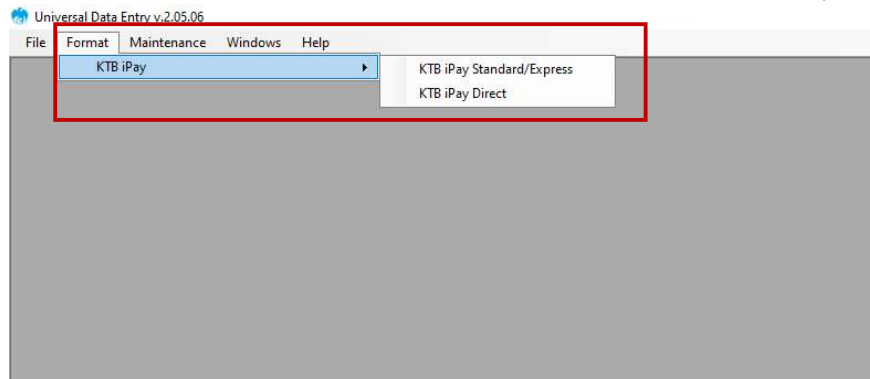 Universal Data Entry v.2.05.06
File Format Maintenance Windows Help
KTB iPay
KTB iPay Standard/Express
KTB iPay Direct